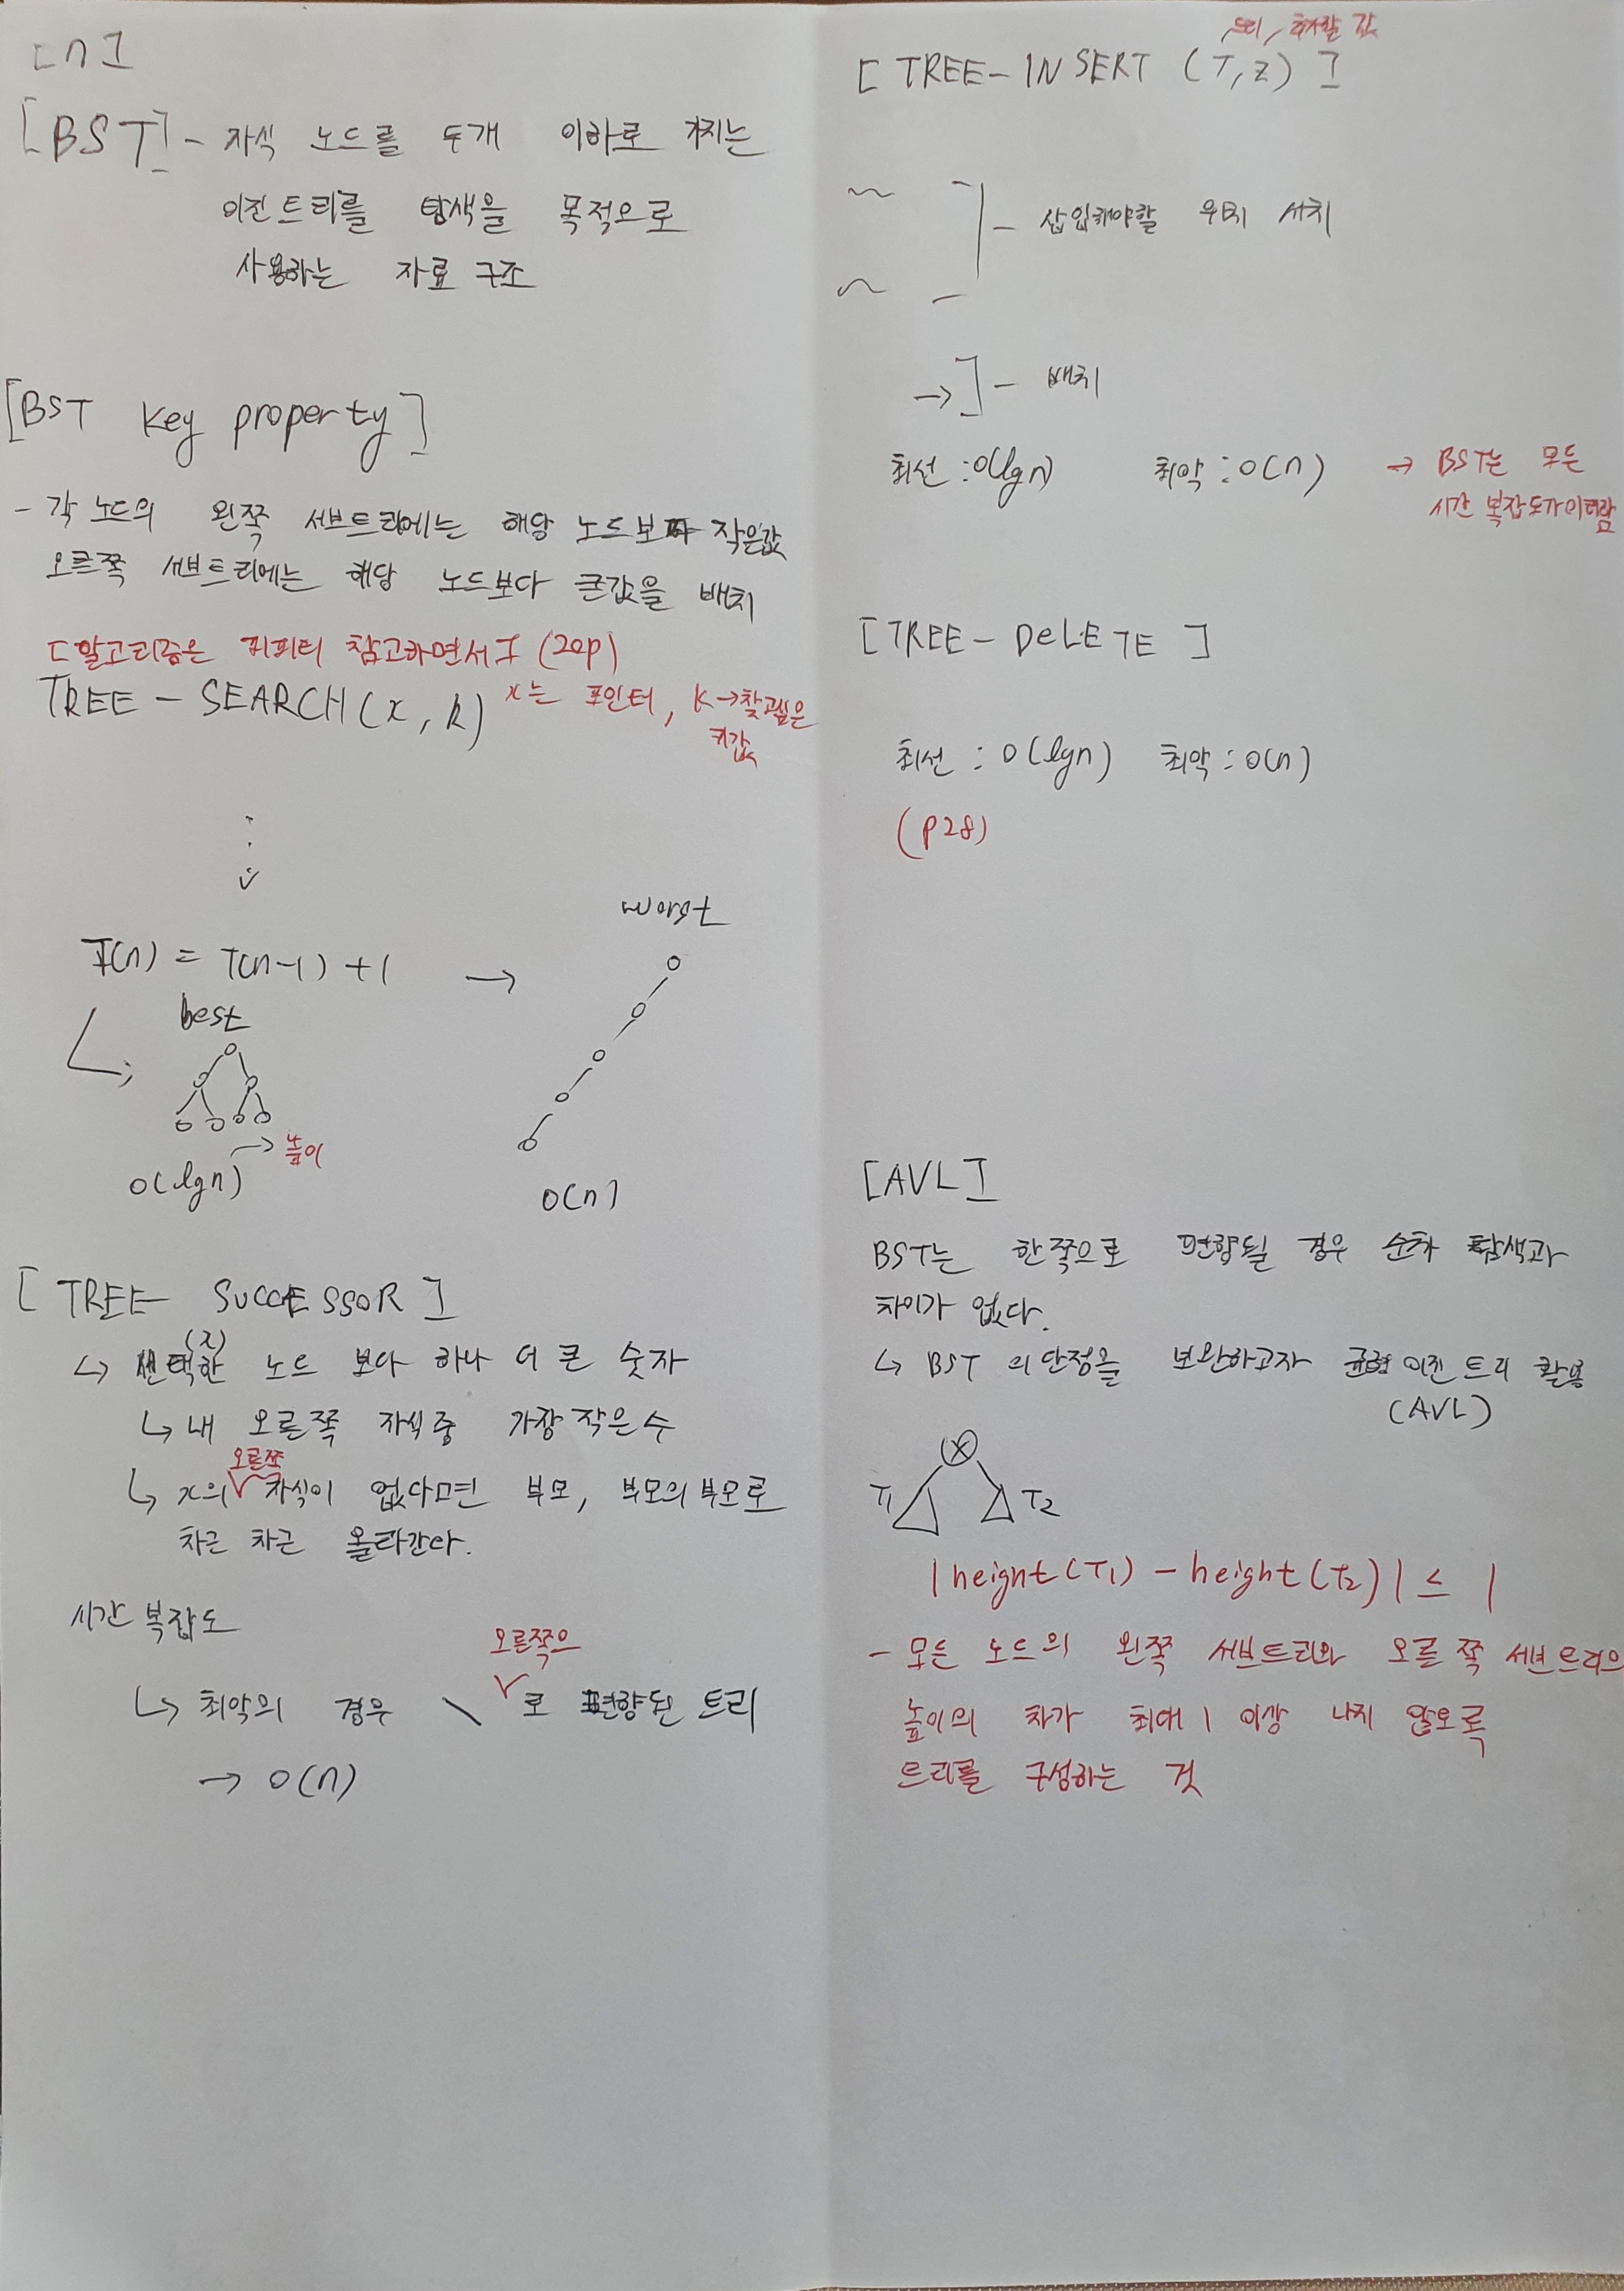 [n]
[BST] - 자식 노드를 두개 이하로 가지는
이진 트리를 탐색을 목적으로
사용하는 자료 구조
[BST key property]
- 각 노드의 왼쪽 서브트리에는 해당 노드보다 작은값
오른쪽 서브트리에는 해당 노드보다 큰값을 배치
[알고리즘은 피피티 참고하면서] (20p)
TREE - SEARCH(x, k) x는 포인터, k→찾고싶은
키값
T(n) = T(n-1) + 1 →
worst
best
O(lgn) → 높이
O(n)
[TREE- SUCCESSOR]
(x)
↳ 선택한 노드 보다 하나 더 큰 숫자
↳ 내 오른쪽 자식중 가장 작은수
오른쪽
↳ x의 자식이 없다면 부모, 부모의부모로
차근 차근 올라간다.
시간 복잡도
오른쪽으
↳ 최악의 경우 \ 로 편향된 트리
→ O(n)
트리, 값
[TREE-INSERT (T,z)]
- 삽입해야할 위치 서치
→ ] - 배치
최선 : O(lgn) 최악 : O(n) → BST는 모든
시간 복잡도가이러함
[TREE- DELETE]
최선 : O(lgn) 최악 : O(n)
(p28)
[AVL]
BST는 한쪽으로 편향될 경우 순차 탐색과
차이가 없다.
↳ BST 의단점을 보완하고자 균형 이진 트리 활용
(AVL)
X
T1 T2
|height(T1) - height(T2)| ≤ 1
- 모든 노드의 왼쪽 서브트리와 오른쪽 서브트리의
높이의 차가 최대 1 이상 나지 않도록
트리를 구성하는 것